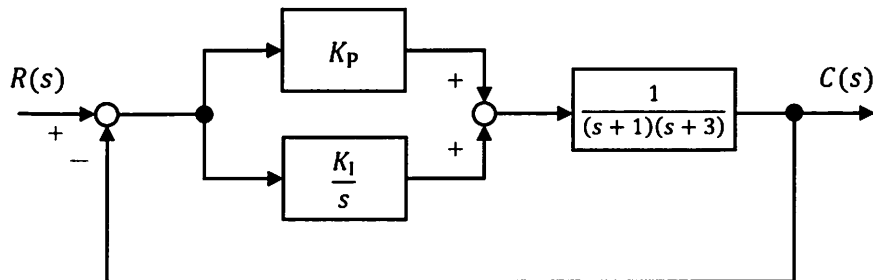 R(s)
+
−
K_P
K_I
s
+
+
1
(s + 1)(s + 3)
C(s)